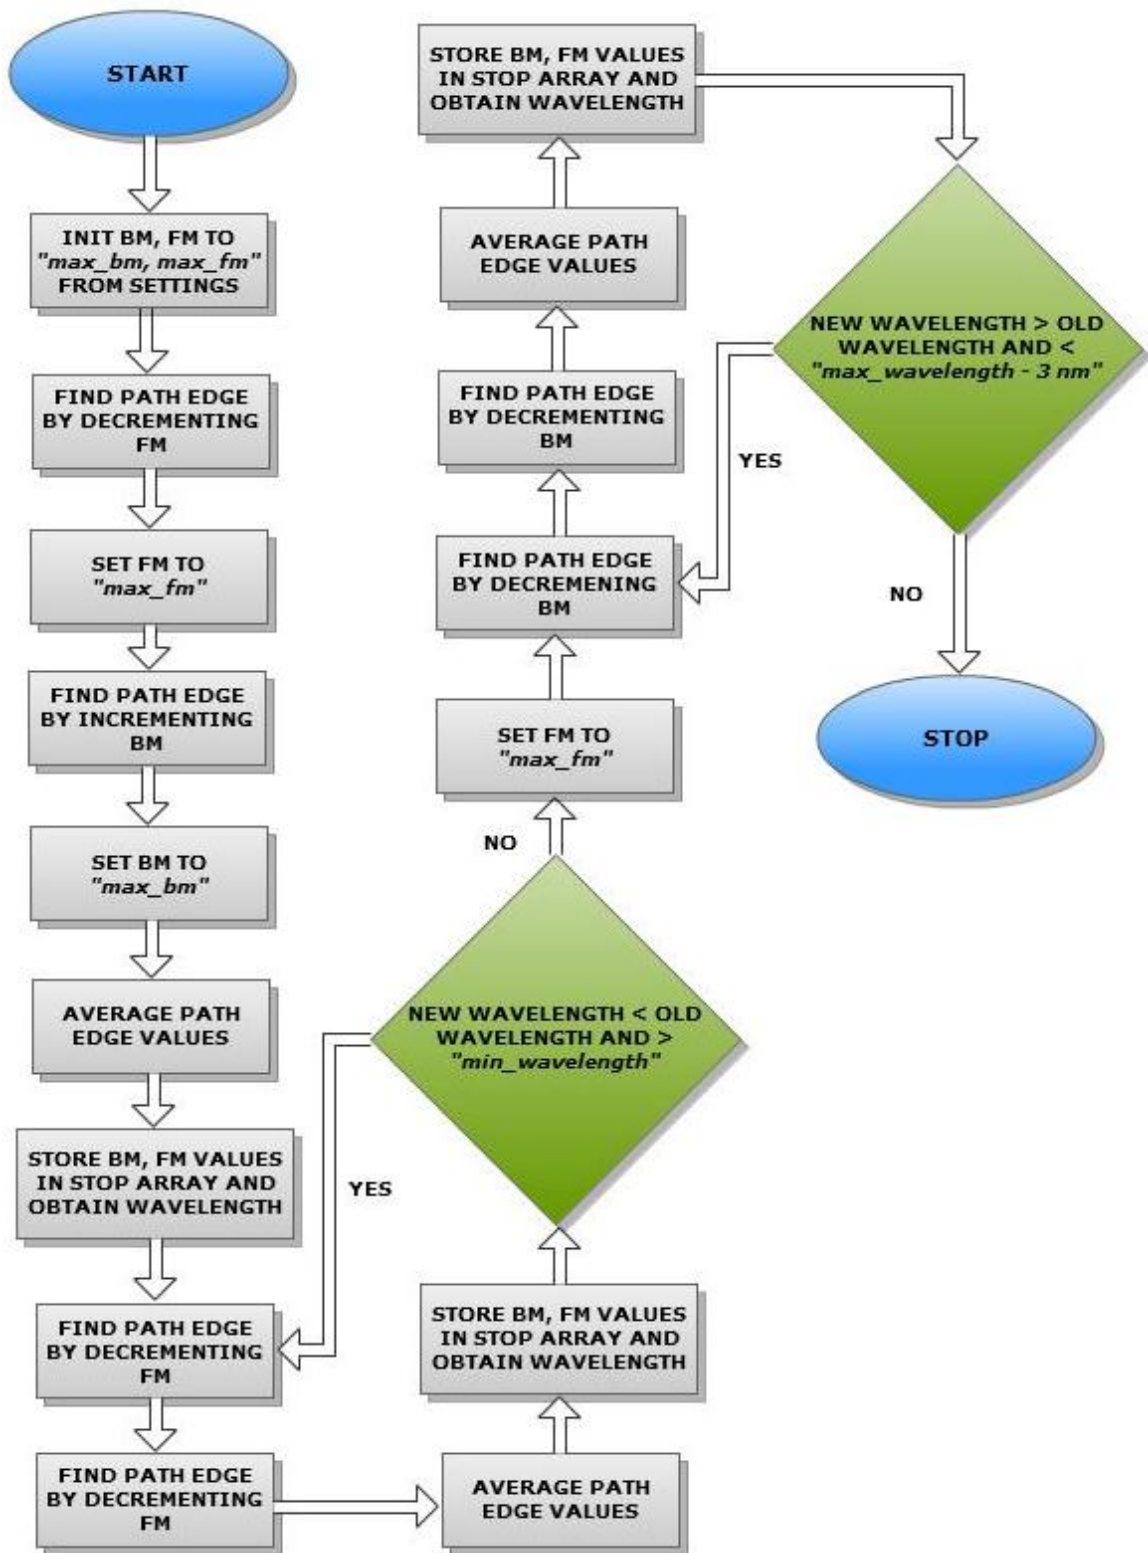 START
INIT BM, FM TO
"max_bm, max_fm"
FROM SETTINGS
FIND PATH EDGE
BY DECREMENTING
FM
SET FM TO
"max_fm"
FIND PATH EDGE
BY INCREMENTING
BM
SET BM TO
"max_bm"
AVERAGE PATH
EDGE VALUES
STORE BM, FM VALUES
IN STOP ARRAY AND
OBTAIN WAVELENGTH
FIND PATH EDGE
BY DECREMENTING
FM
FIND PATH EDGE
BY DECREMENTING
FM
AVERAGE PATH
EDGE VALUES
STORE BM, FM VALUES
IN STOP ARRAY AND
OBTAIN WAVELENGTH
NEW WAVELENGTH < OLD
WAVELENGTH AND >
"min_wavelength"
YES
NO
SET FM TO
"max_fm"
FIND PATH EDGE
BY DECREMENING
BM
FIND PATH EDGE
BY DECREMENTING
BM
AVERAGE PATH
EDGE VALUES
STORE BM, FM VALUES
IN STOP ARRAY AND
OBTAIN WAVELENGTH
NEW WAVELENGTH > OLD
WAVELENGTH AND <
"max_wavelength - 3 nm"
YES
NO
STOP